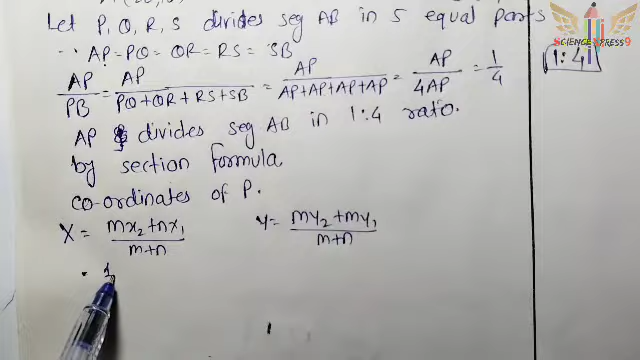 Let P, Q, R, S divides seg AB in 5 equal parts
∵ AP = PQ = QR = RS = SB
AP/PB = AP/(PQ+QR+RS+SB) = AP/(AP+AP+AP+AP) = AP/4AP = 1/4
1:4
AP divides seg AB in 1:4 ratio.
by section formula
co-ordinates of P.
X = (mx₂+nx₁)/(m+n) Y = (my₂+my₁)/(m+n)
SCIENCE XPRESS9